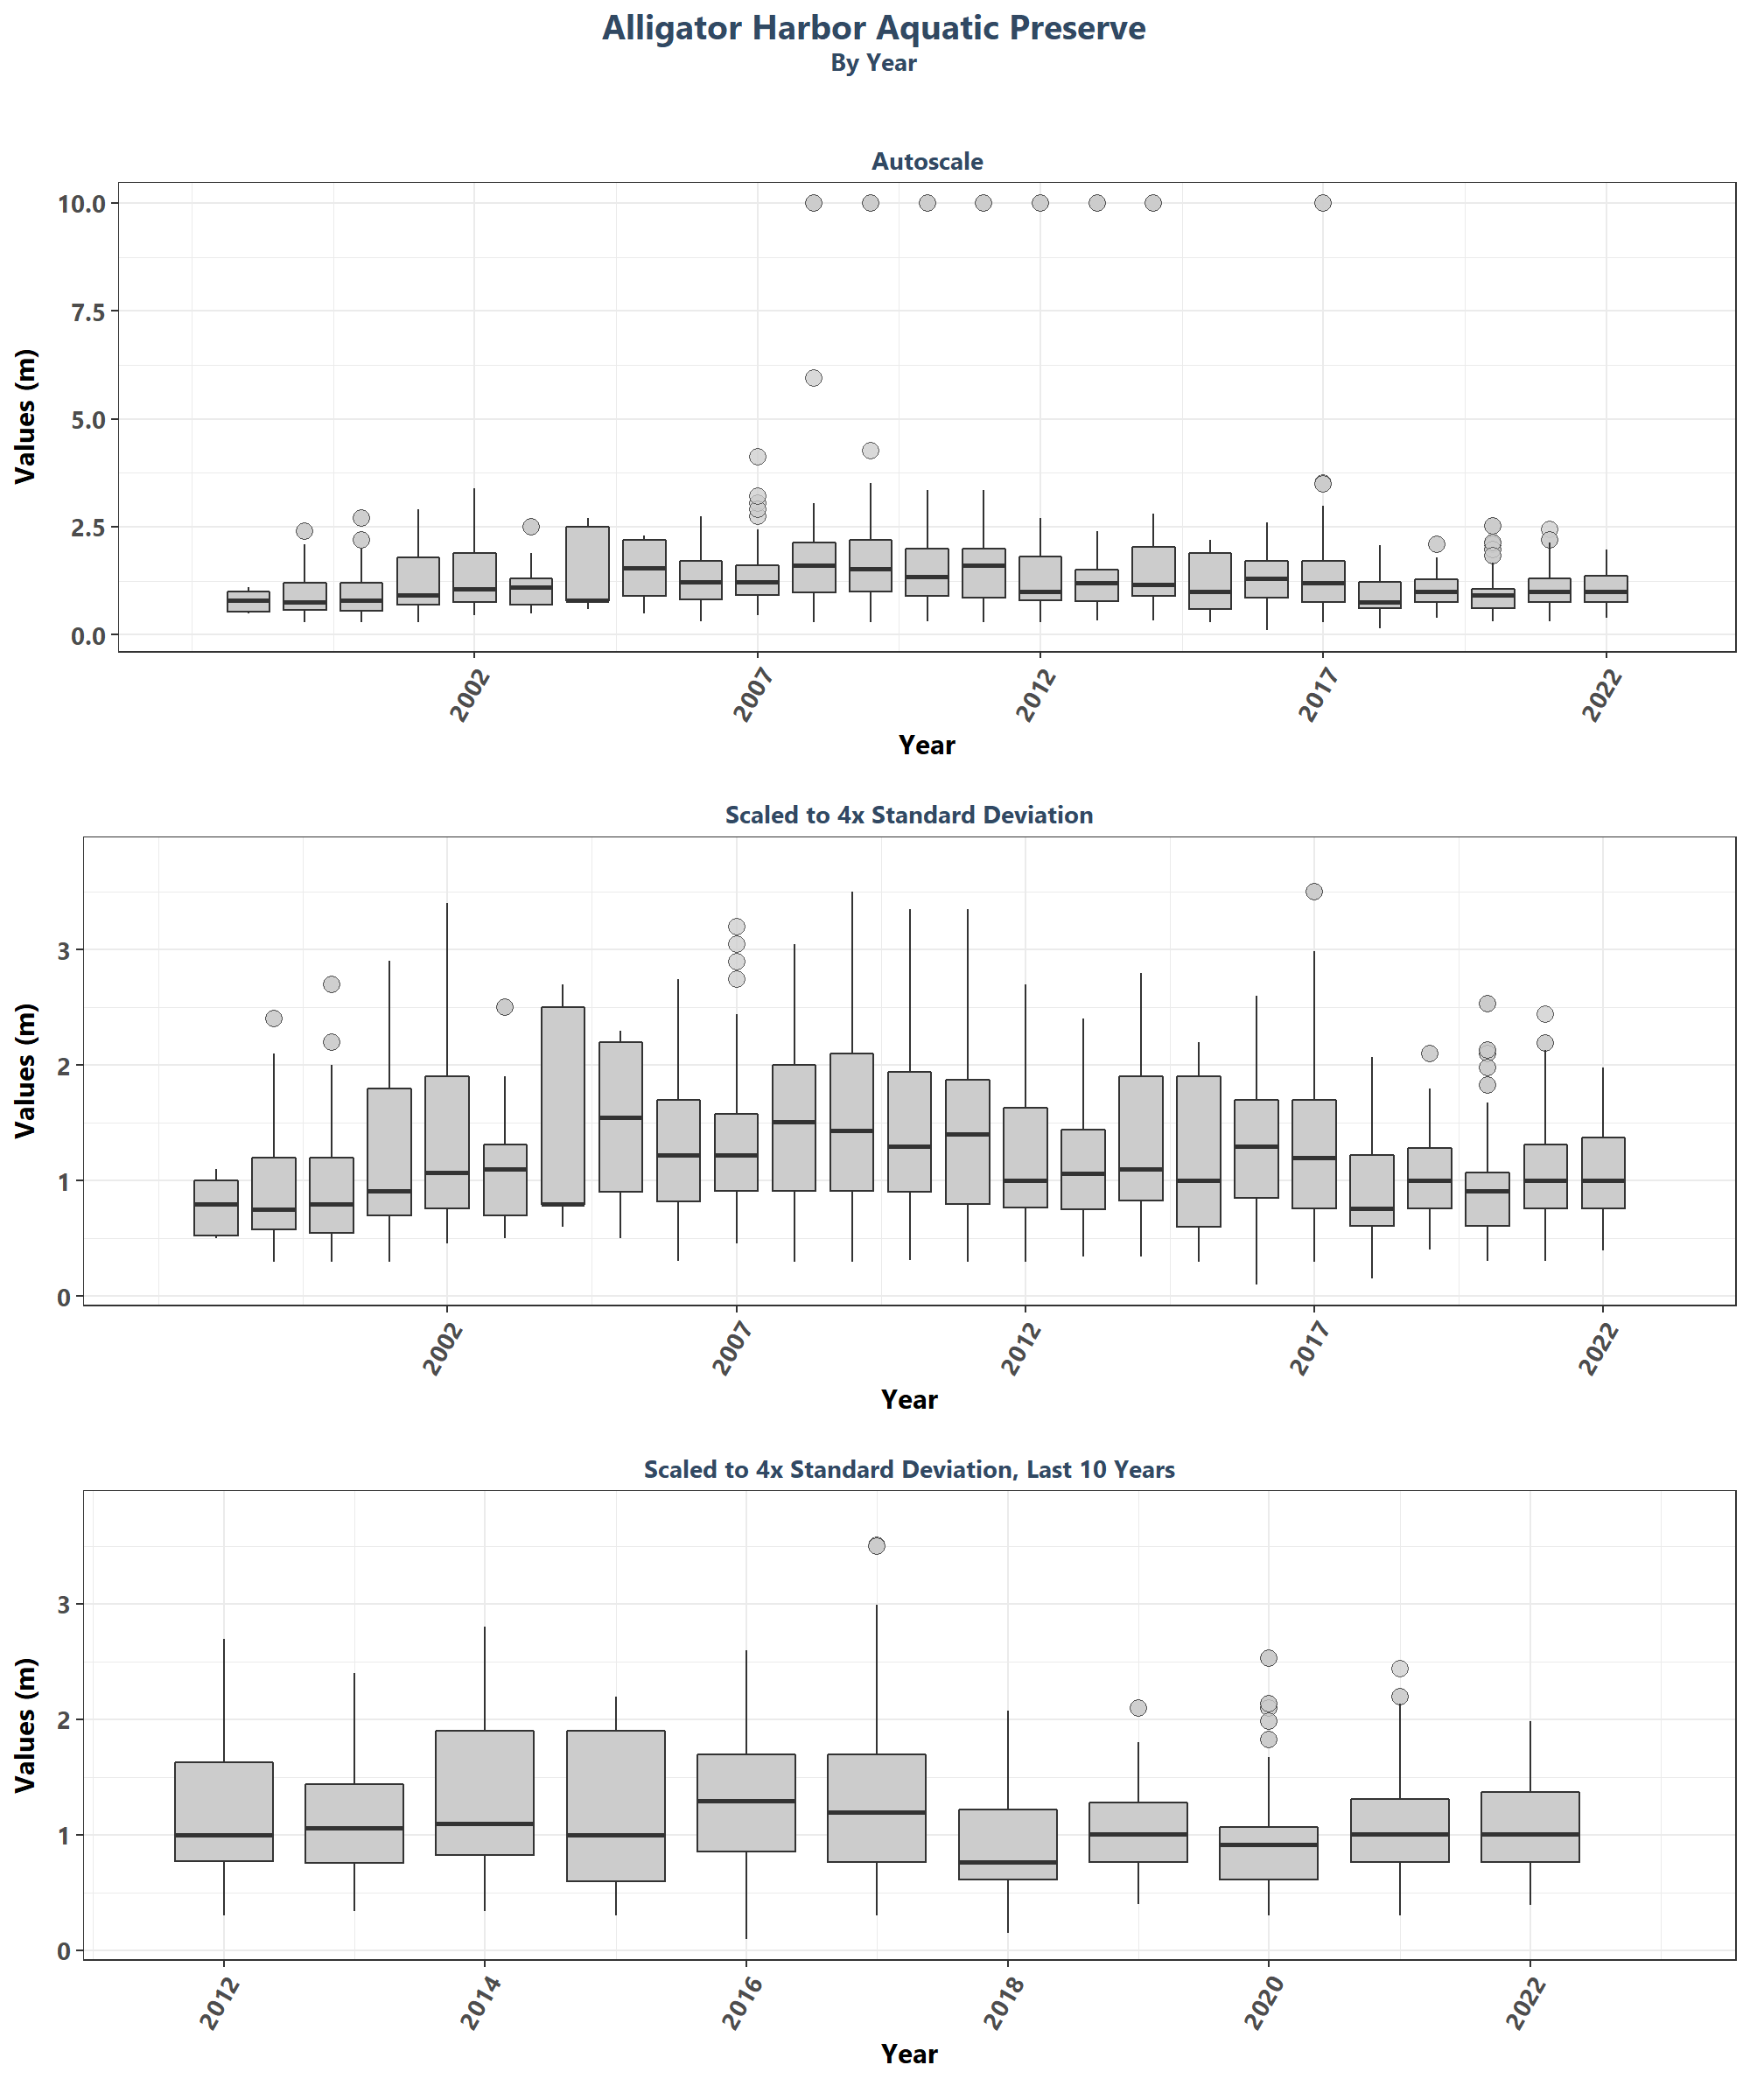 Alligator Harbor Aquatic Preserve
By Year
Autoscale
Values (m)
10.0
7.5
5.0
2.5
0.0
2002 2007 2012 2017 2022
Year
Scaled to 4x Standard Deviation
Values (m)
3
2
1
0
2002 2007 2012 2017 2022
Year
Scaled to 4x Standard Deviation, Last 10 Years
Values (m)
3
2
1
0
2012 2014 2016 2018 2020 2022
Year